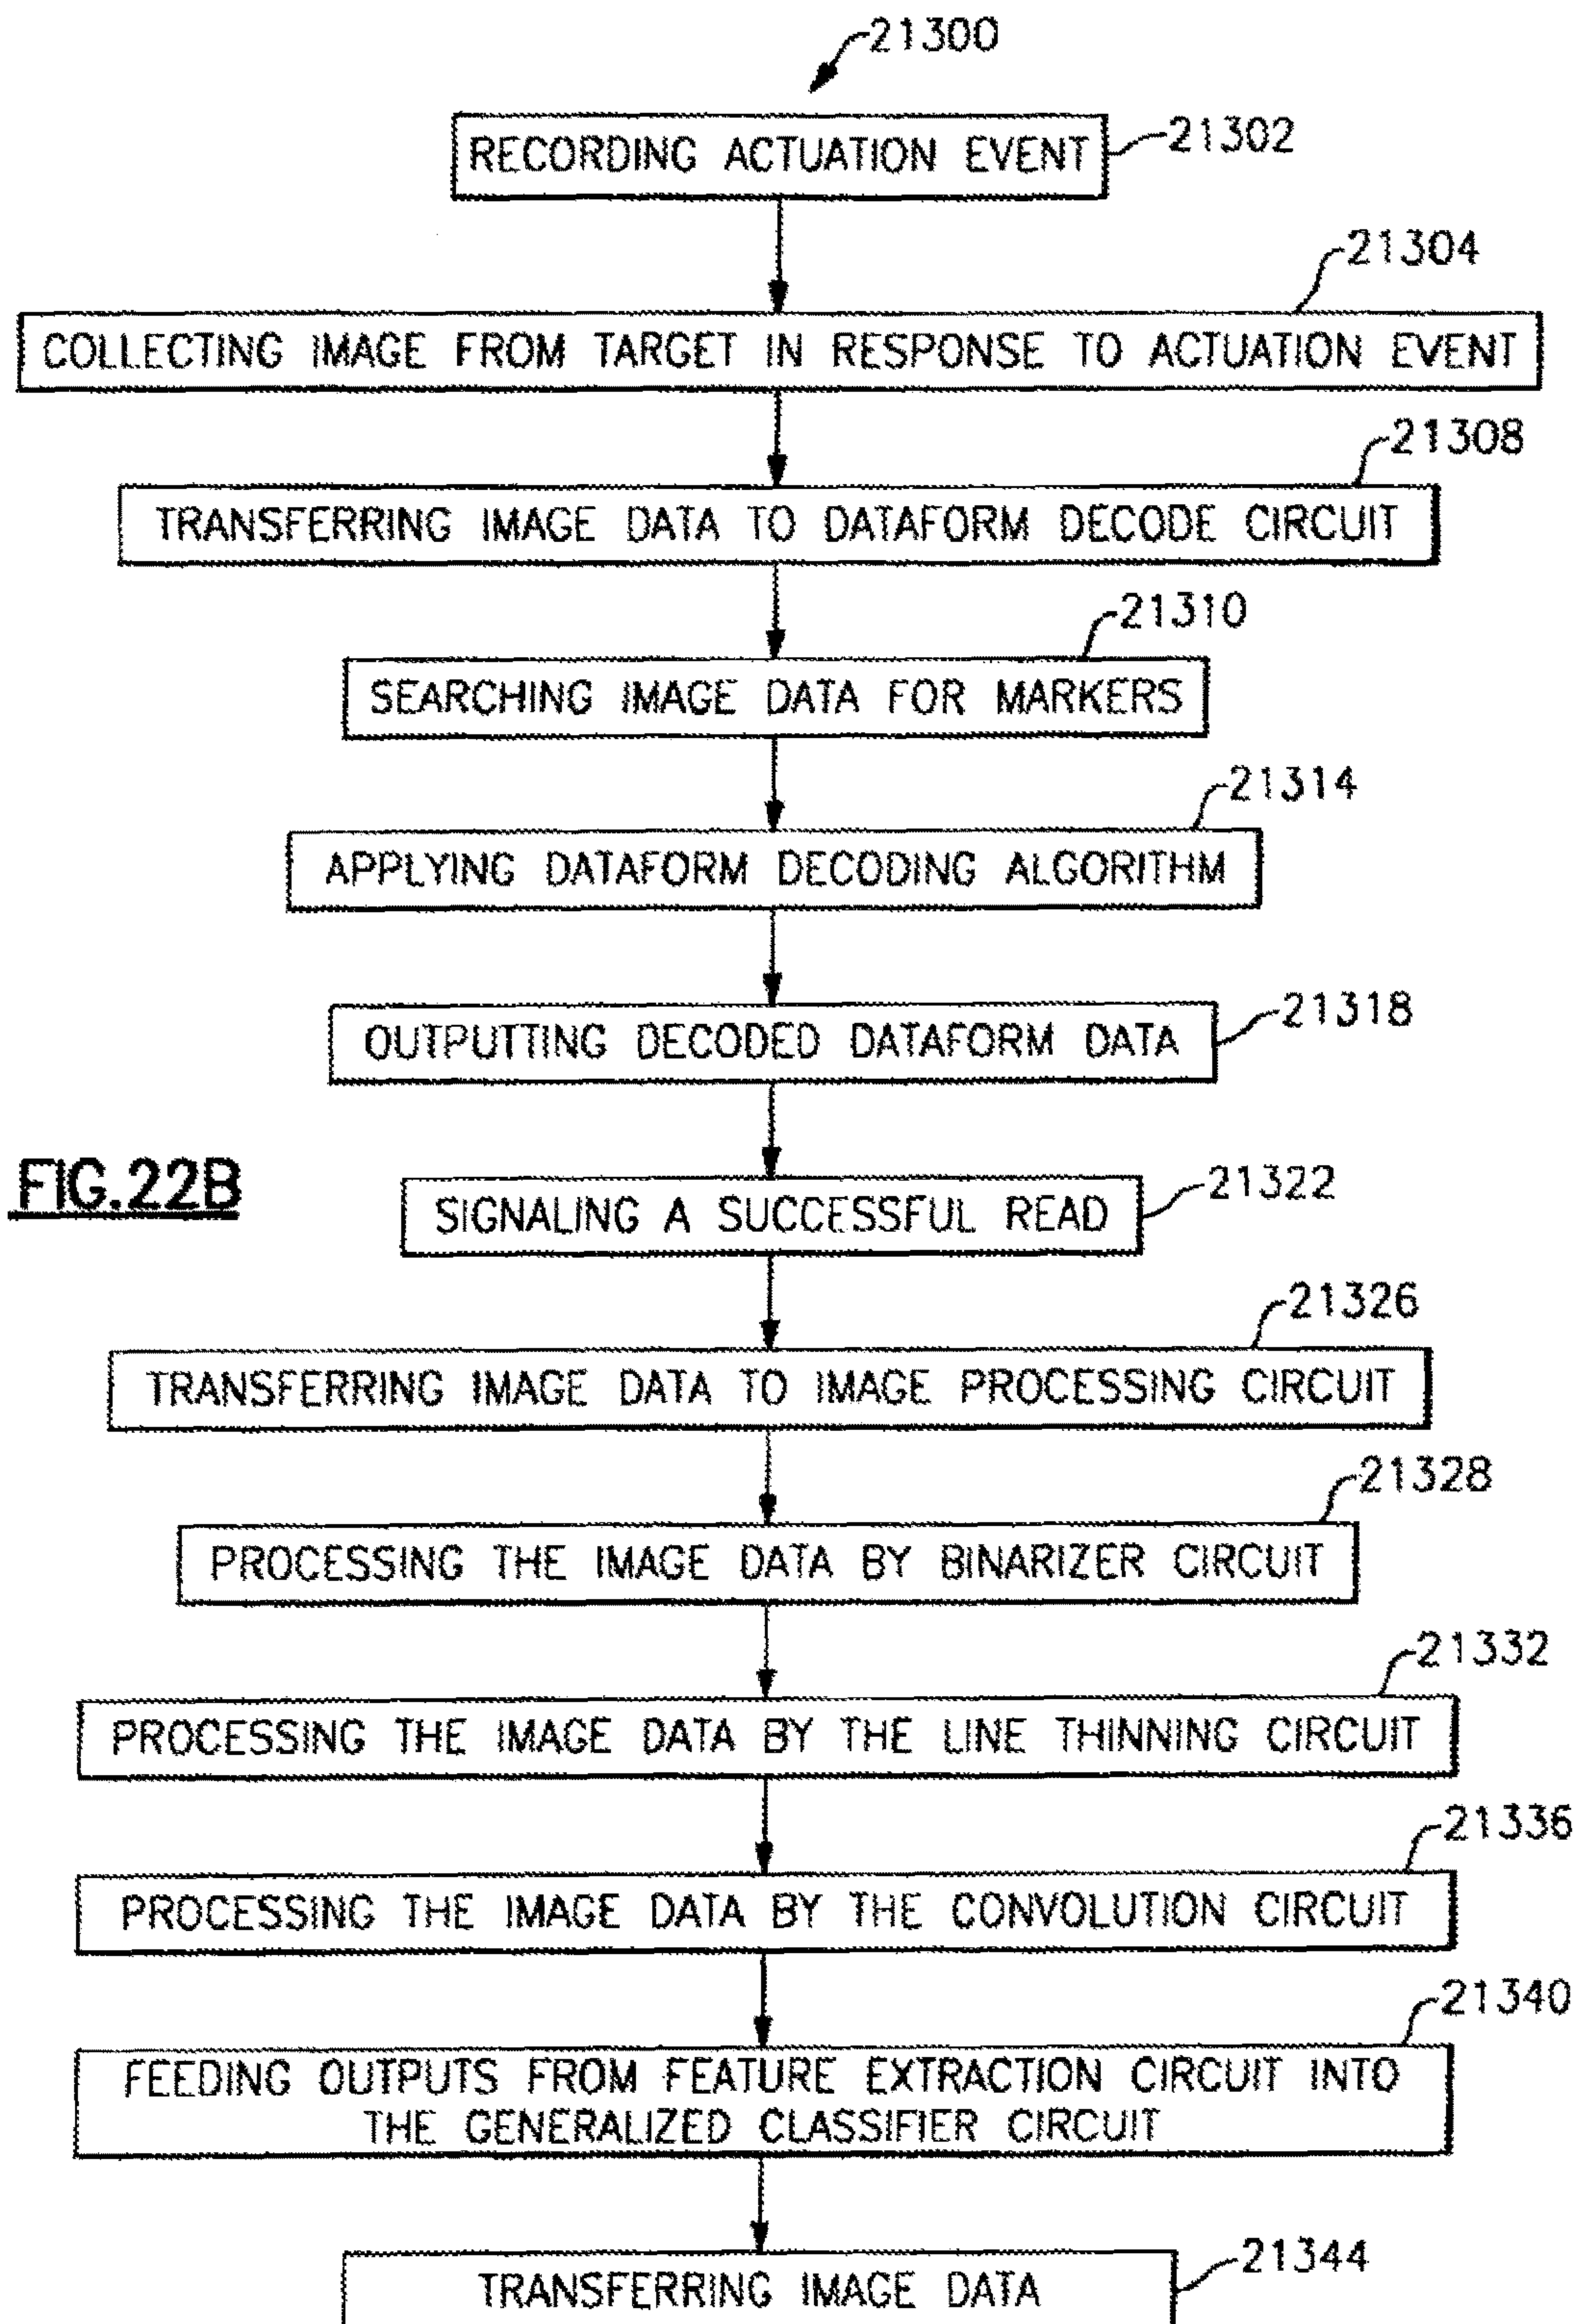 21300
RECORDING ACTUATION EVENT
21302
21304
COLLECTING IMAGE FROM TARGET IN RESPONSE TO ACTUATION EVENT
21308
TRANSFERRING IMAGE DATA TO DATAFORM DECODE CIRCUIT
21310
SEARCHING IMAGE DATA FOR MARKERS
21314
APPLYING DATAFORM DECODING ALGORITHM
21318
OUTPUTTING DECODED DATAFORM DATA
FIG.22B
21322
SIGNALING A SUCCESSFUL READ
21326
TRANSFERRING IMAGE DATA TO IMAGE PROCESSING CIRCUIT
21328
PROCESSING THE IMAGE DATA BY BINARIZER CIRCUIT
21332
PROCESSING THE IMAGE DATA BY THE LINE THINNING CIRCUIT
21336
PROCESSING THE IMAGE DATA BY THE CONVOLUTION CIRCUIT
21340
FEEDING OUTPUTS FROM FEATURE EXTRACTION CIRCUIT INTO
THE GENERALIZED CLASSIFIER CIRCUIT
21344
TRANSFERRING IMAGE DATA